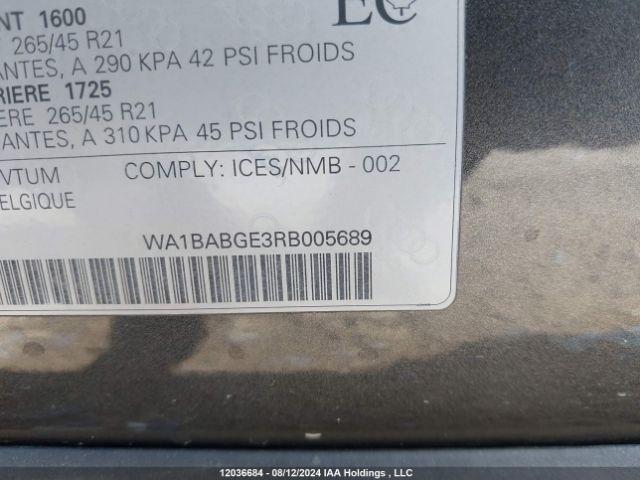 NT 1600
265/45 R21
ANTES, A 290 KPA 42 PSI FROIDS
RIERE 1725
ERE 265/45 R21
ANTES, A 310 KPA 45 PSI FROIDS
VTUM COMPLY: ICES/NMB - 002
ELGIQUE
WA1BABGE3RB005689
12036684 - 08/12/2024 IAA Holdings , LLC